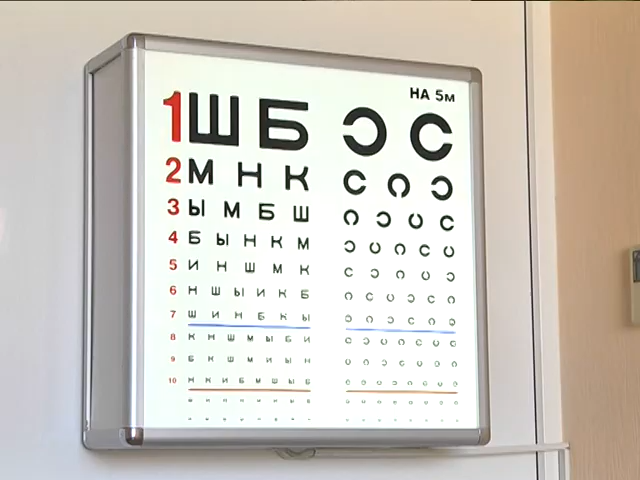 НА 5м
1 Ш Б
2 М Н К
3 Ы М Б Ш
4 Б Ы Н К М
5 И Н Ш М К
6 Н Ш Ы И К Б
7 Ш И Н Б К Ы
8 К Н Ш М Ы Б И
9 Б К Ш М И Ы Н
10 Н К И Б М Ш Ы Б